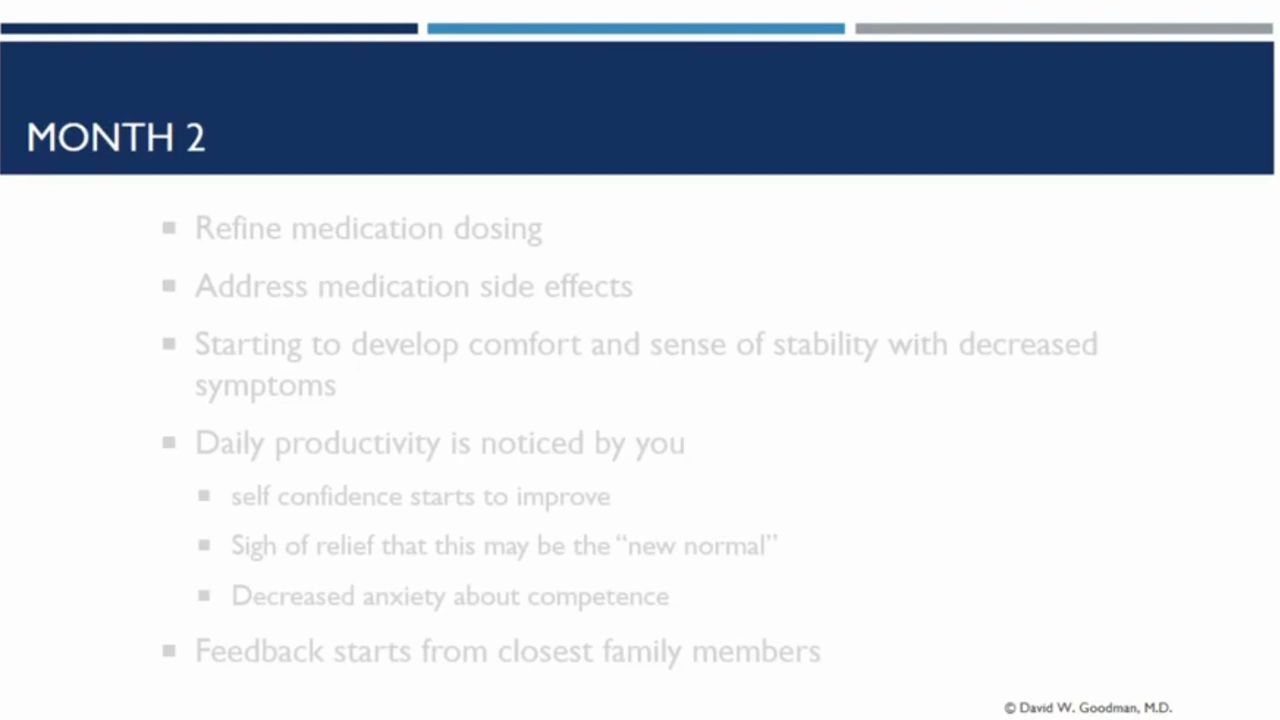 MONTH 2
Refine medication dosing
Address medication side effects
Starting to develop comfort and sense of stability with decreased
symptoms
Daily productivity is noticed by you
self confidence starts to improve
Sigh of relief that this may be the “new normal”
Decreased anxiety about competence
Feedback starts from closest family members
© David W. Goodman, M.D.